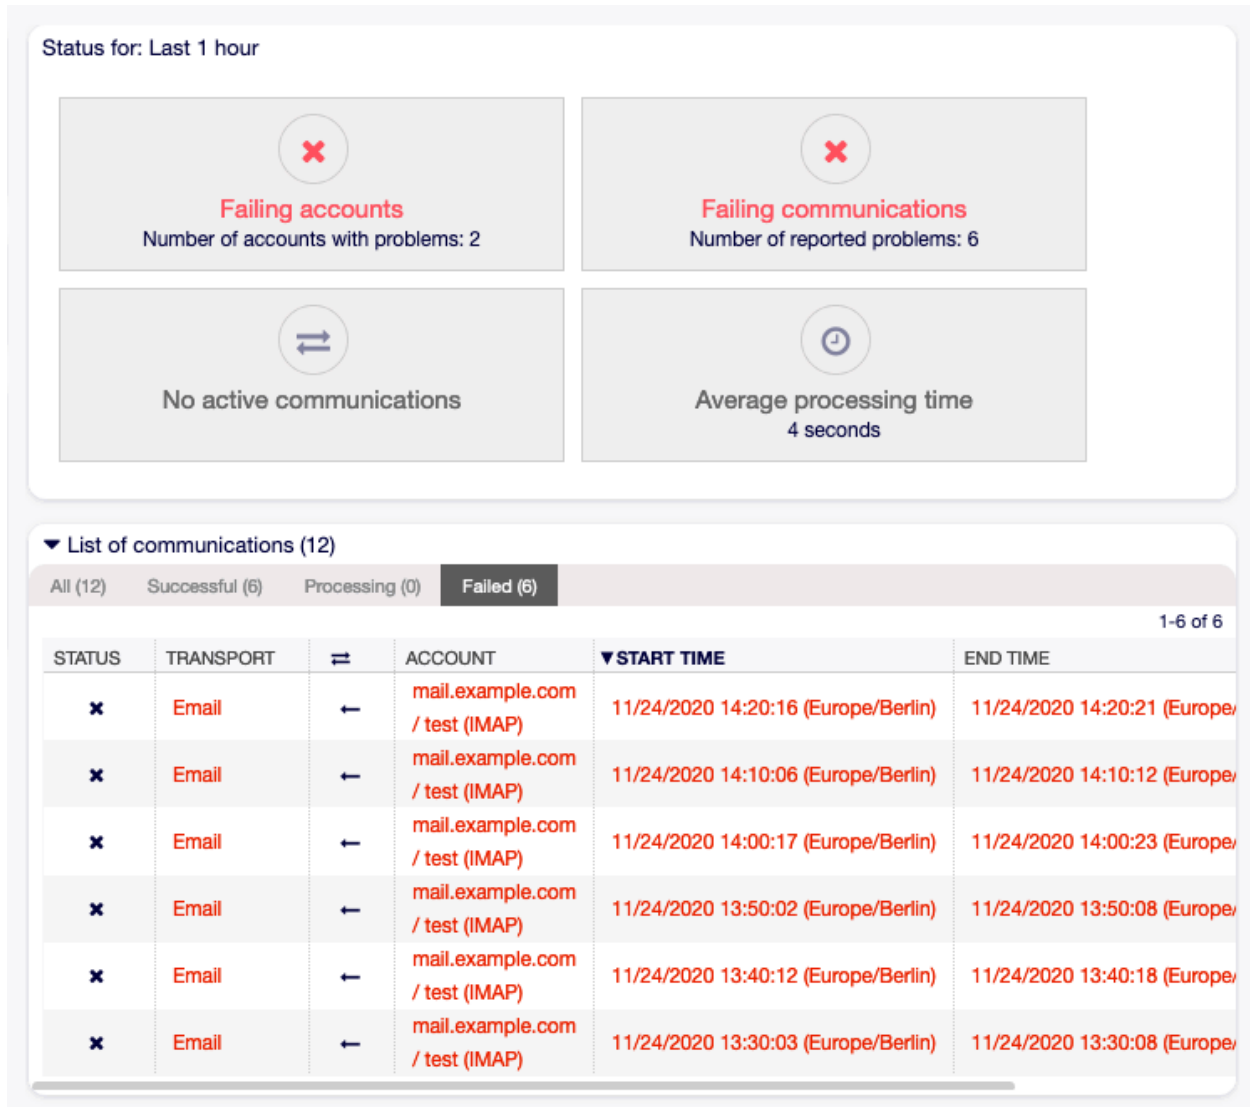 Status for: Last 1 hour
Failing accounts
Number of accounts with problems: 2
Failing communications
Number of reported problems: 6
No active communications
Average processing time
4 seconds
List of communications (12)
All (12) Successful (6) Processing (0) Failed (6)
1-6 of 6
STATUS TRANSPORT ACCOUNT START TIME END TIME
mail.example.com
Email 11/24/2020 14:20:16 (Europe/Berlin) 11/24/2020 14:20:21 (Europe/
/ test (IMAP)
mail.example.com
Email 11/24/2020 14:10:06 (Europe/Berlin) 11/24/2020 14:10:12 (Europe/
/ test (IMAP)
mail.example.com
Email 11/24/2020 14:00:17 (Europe/Berlin) 11/24/2020 14:00:23 (Europe/
/ test (IMAP)
mail.example.com
Email 11/24/2020 13:50:02 (Europe/Berlin) 11/24/2020 13:50:08 (Europe/
/ test (IMAP)
mail.example.com
Email 11/24/2020 13:40:12 (Europe/Berlin) 11/24/2020 13:40:18 (Europe/
/ test (IMAP)
mail.example.com
Email 11/24/2020 13:30:03 (Europe/Berlin) 11/24/2020 13:30:08 (Europe/
/ test (IMAP)